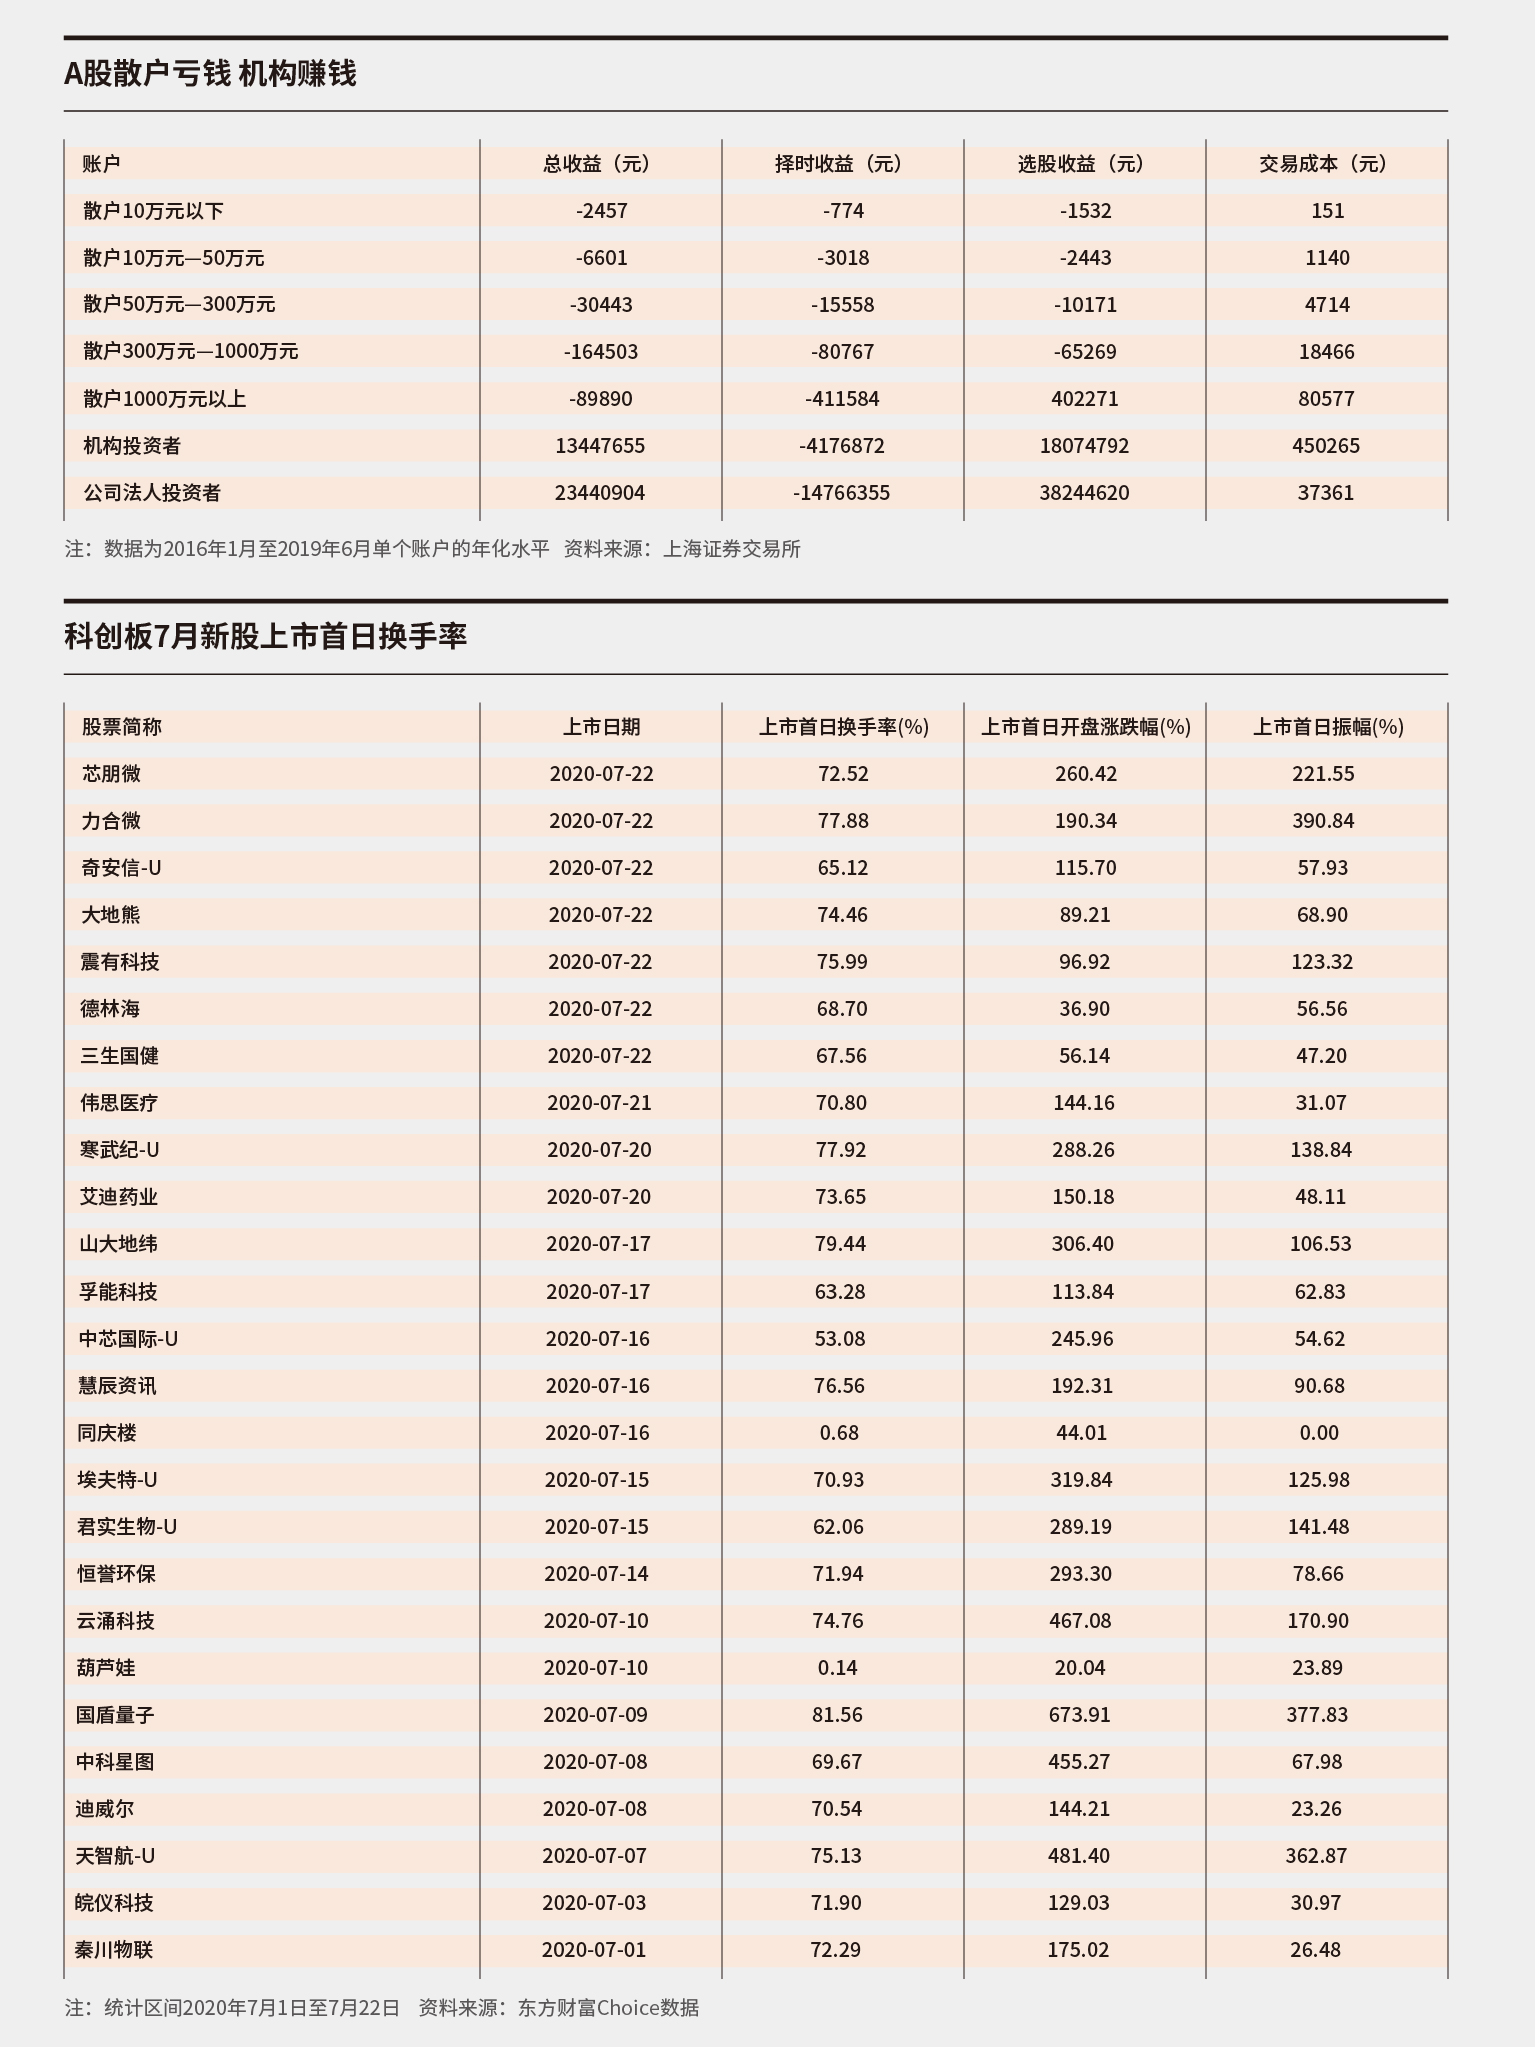 A股散户亏钱 机构赚钱
账户 总收益（元） 择时收益（元） 选股收益（元） 交易成本（元）
散户10万元以下 -2457 -774 -1532 151
散户10万元—50万元 -6601 -3018 -2443 1140
散户50万元—300万元 -30443 -15558 -10171 4714
散户300万元—1000万元 -164503 -80767 -65269 18466
散户1000万元以上 -89890 -411584 402271 80577
机构投资者 13447655 -4176872 18074792 450265
公司法人投资者 23440904 -14766355 38244620 37361
注：数据为2016年1月至2019年6月单个账户的年化水平 资料来源：上海证券交易所
科创板7月新股上市首日换手率
股票简称 上市日期 上市首日换手率(%) 上市首日开盘涨跌幅(%) 上市首日振幅(%)
芯朋微 2020-07-22 72.52 260.42 221.55
力合微 2020-07-22 77.88 190.34 390.84
奇安信-U 2020-07-22 65.12 115.70 57.93
大地熊 2020-07-22 74.46 89.21 68.90
震有科技 2020-07-22 75.99 96.92 123.32
德林海 2020-07-22 68.70 36.90 56.56
三生国健 2020-07-22 67.56 56.14 47.20
伟思医疗 2020-07-21 70.80 144.16 31.07
寒武纪-U 2020-07-20 77.92 288.26 138.84
艾迪药业 2020-07-20 73.65 150.18 48.11
山大地纬 2020-07-17 79.44 306.40 106.53
孚能科技 2020-07-17 63.28 113.84 62.83
中芯国际-U 2020-07-16 53.08 245.96 54.62
慧辰资讯 2020-07-16 76.56 192.31 90.68
同庆楼 2020-07-16 0.68 44.01 0.00
埃夫特-U 2020-07-15 70.93 319.84 125.98
君实生物-U 2020-07-15 62.06 289.19 141.48
恒誉环保 2020-07-14 71.94 293.30 78.66
云涌科技 2020-07-10 74.76 467.08 170.90
葫芦娃 2020-07-10 0.14 20.04 23.89
国盾量子 2020-07-09 81.56 673.91 377.83
中科星图 2020-07-08 69.67 455.27 67.98
迪威尔 2020-07-08 70.54 144.21 23.26
天智航-U 2020-07-07 75.13 481.40 362.87
皖仪科技 2020-07-03 71.90 129.03 30.97
秦川物联 2020-07-01 72.29 175.02 26.48
注：统计区间2020年7月1日至7月22日 资料来源：东方财富Choice数据